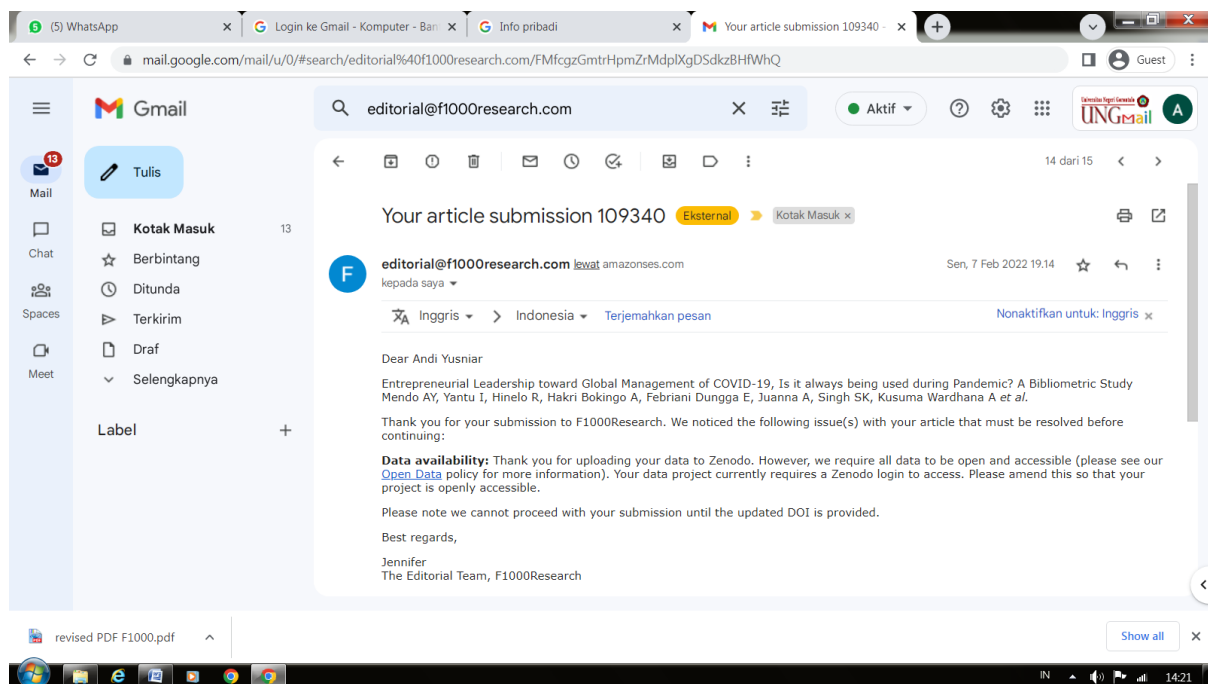 (5) WhatsApp
Login ke Gmail - Komputer - Ban
Info pribadi
Your article submission 109340 -
mail.google.com/mail/u/0/#search/editorial%40f1000research.com/FMfcgzGmtrHpmZrMdplXgDSdkzBHfWhQ
Guest
Gmail
editorial@f1000research.com
Aktif
Universitas Negeri Gorontalo
UNGMail
A
13
Mail
Tulis
14 dari 15
Chat
Spaces
Meet
Kotak Masuk 13
Berbintang
Ditunda
Terkirim
Draf
Selengkapnya
Label
Your article submission 109340 Eksternal Kotak Masuk ×
F
editorial@f1000research.com lewat amazonses.com
Sen, 7 Feb 2022 19.14
kepada saya
Inggris > Indonesia Terjemahkan pesan
Nonaktifkan untuk: Inggris ×
Dear Andi Yusniar
Entrepreneurial Leadership toward Global Management of COVID-19, Is it always being used during Pandemic? A Bibliometric Study
Mendo AY, Yantu I, Hinelo R, Hakri Bokingo A, Febriani Dungga E, Juanna A, Singh SK, Kusuma Wardhana A et al.
Thank you for your submission to F1000Research. We noticed the following issue(s) with your article that must be resolved before
continuing:
Data availability: Thank you for uploading your data to Zenodo. However, we require all data to be open and accessible (please see our
Open Data policy for more information). Your data project currently requires a Zenodo login to access. Please amend this so that your
project is openly accessible.
Please note we cannot proceed with your submission until the updated DOI is provided.
Best regards,
Jennifer
The Editorial Team, F1000Research
revised PDF F1000.pdf
Show all
IN
14:21